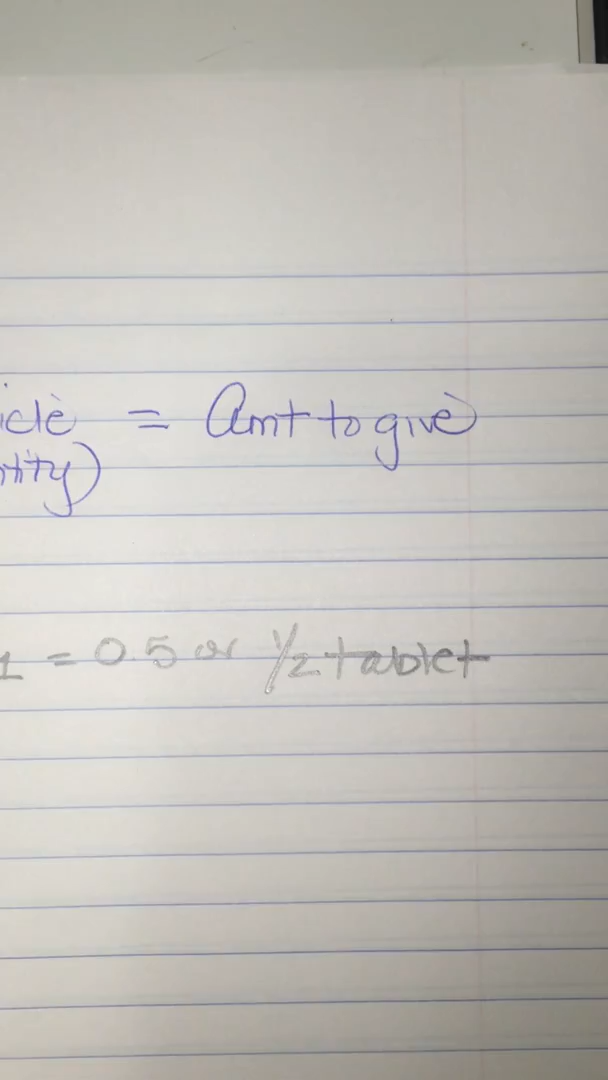 icle = Amt to give
ntity)
1 = 0.5 or 1/2 tablet